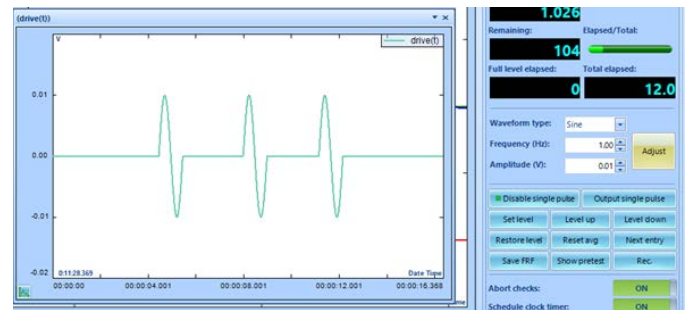 (drive(t))
V
drive(t)
0.01
0.00
-0.01
-0.02
0:11:28.369
Date Time
00:00:00
00:00:04.001
00:00:08.001
00:00:12.001
00:00:16.368
1.026
Remaining:
Elapsed/Total:
104
Full level elapsed:
Total elapsed:
0
12.0
Waveform type:
Sine
Frequency (Hz):
1.00
Adjust
Amplitude (V):
0.01
Disable single pulse
Output single pulse
Set level
Level up
Level down
Restore level
Reset avg
Next entry
Save FRF
Show pretest
Rec.
Abort checks:
ON
Schedule clock timer:
ON